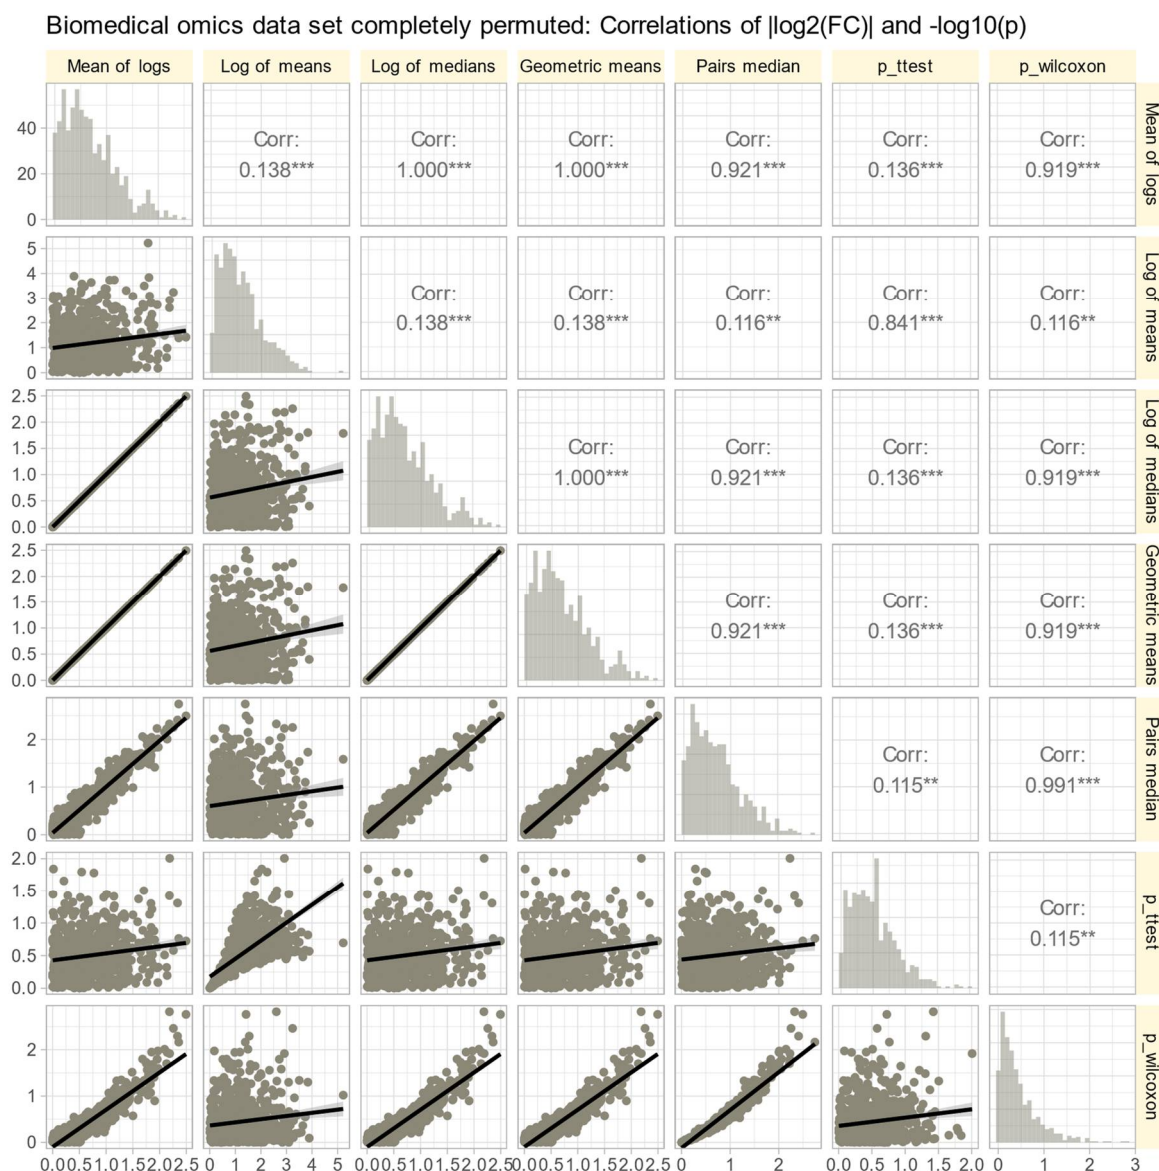 Biomedical omics data set completely permuted: Correlations of |log2(FC)| and -log10(p)
Mean of logs Log of means Log of medians Geometric means Pairs median p_ttest p_wilcoxon
40
20
0
Corr:
0.138***
Corr:
1.000***
Corr:
1.000***
Corr:
0.921***
Corr:
0.136***
Corr:
0.919***
Mean of logs
5
4
3
2
1
0
Corr:
0.138***
Corr:
0.138***
Corr:
0.116**
Corr:
0.841***
Corr:
0.116**
Log of means
2.5
2.0
1.5
1.0
0.5
0.0
Corr:
1.000***
Corr:
0.921***
Corr:
0.136***
Corr:
0.919***
Log of medians
2.5
2.0
1.5
1.0
0.5
0.0
Corr:
0.921***
Corr:
0.136***
Corr:
0.919***
Geometric means
2
1
0
Corr:
0.115**
Corr:
0.991***
Pairs median
2.0
1.5
1.0
0.5
0.0
Corr:
0.115**
p_ttest
2
1
0
p_wilcoxon
0.00.51.01.52.02.5 0 1 2 3 4 5 0.00.51.01.52.02.50.00.51.01.52.02.5 0 1 2 0.0 0.5 1.0 1.5 2.0 0 1 2 3